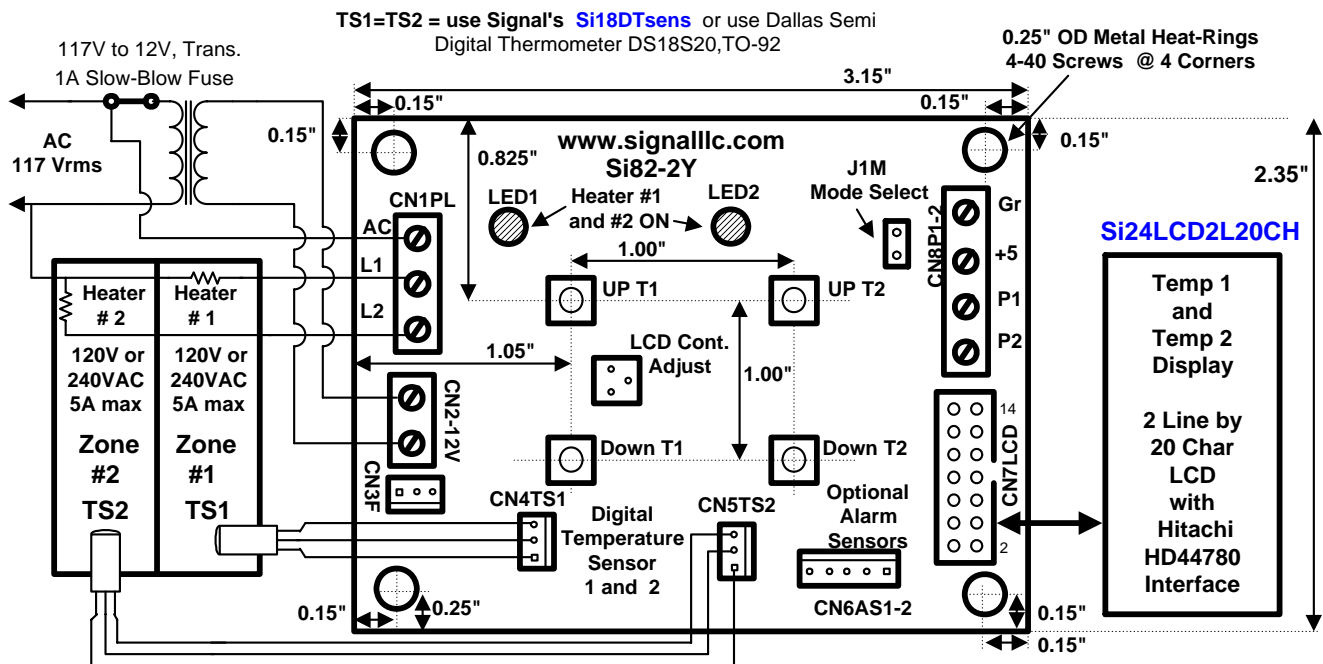 TS1=TS2 = use Signal's Si18DTsens or use Dallas Semi
Digital Thermometer DS18S20,TO-92
117V to 12V, Trans.
1A Slow-Blow Fuse
0.25" OD Metal Heat-Rings
4-40 Screws @ 4 Corners
3.15"
0.15"
0.15"
0.15"
AC
117 Vrms
0.825"
www.signalllc.com
Si82-2Y
0.15"
2.35"
J1M
Mode Select
CN1PL
LED1
Heater #1
and #2 ON
LED2
AC
L1
L2
1.00"
CN8P1-2
Gr
+5
P1
P2
Si24LCD2L20CH
Heater
# 2
Heater
# 1
UP T1
UP T2
Temp 1
and
Temp 2
Display
2 Line by
20 Char
LCD
with
Hitachi
HD44780
Interface
120V or
240VAC
5A max
120V or
240VAC
5A max
1.05"
LCD Cont.
Adjust
1.00"
CN2-12V
14
CN7LCD
2
Zone
#2
TS2
Zone
#1
TS1
Down T1
Down T2
CN3F
CN4TS1
Digital
Temperature
Sensor
1 and 2
CN5TS2
Optional
Alarm
Sensors
CN6AS1-2
0.15"
0.25"
0.15"
0.15"